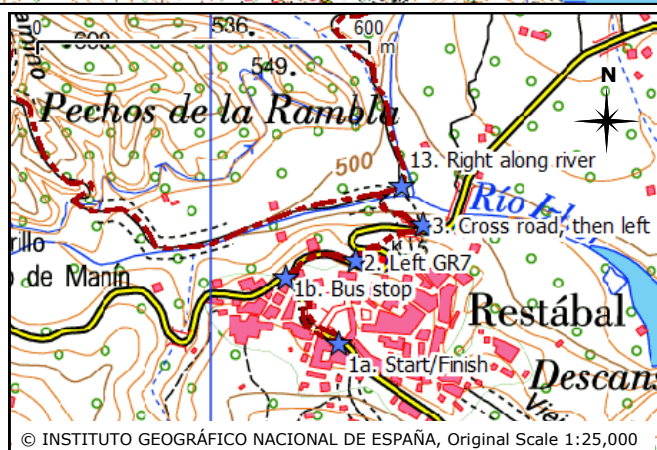 0
600
m
536.
549.
N
Pechos de la Rambla
13. Right along river
500
Río
3. Cross road, then left
2. Left GR7
de Manín
1b. Bus stop
Restábal
1a. Start/Finish
Descans
© INSTITUTO GEOGRÁFICO NACIONAL DE ESPAÑA, Original Scale 1:25,000